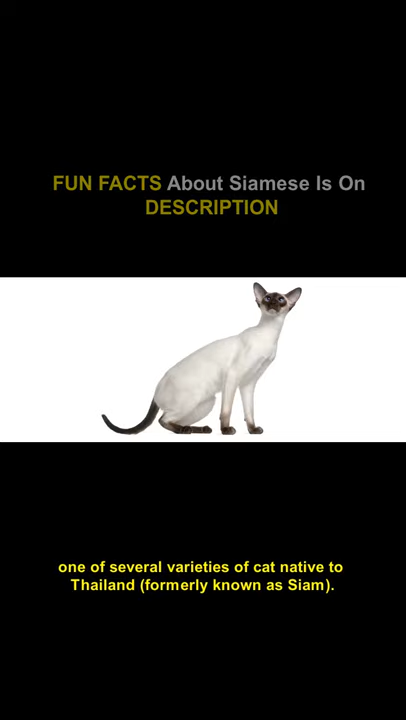 FUN FACTS About Siamese Is On
DESCRIPTION
one of several varieties of cat native to
Thailand (formerly known as Siam).